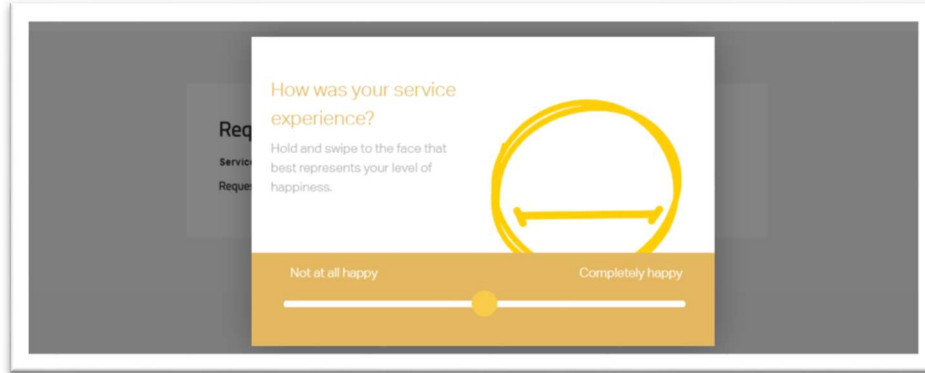 How was your service
experience?
Hold and swipe to the face that
best represents your level of
happiness.
Req
Service
Reques
Not at all happy
Completely happy